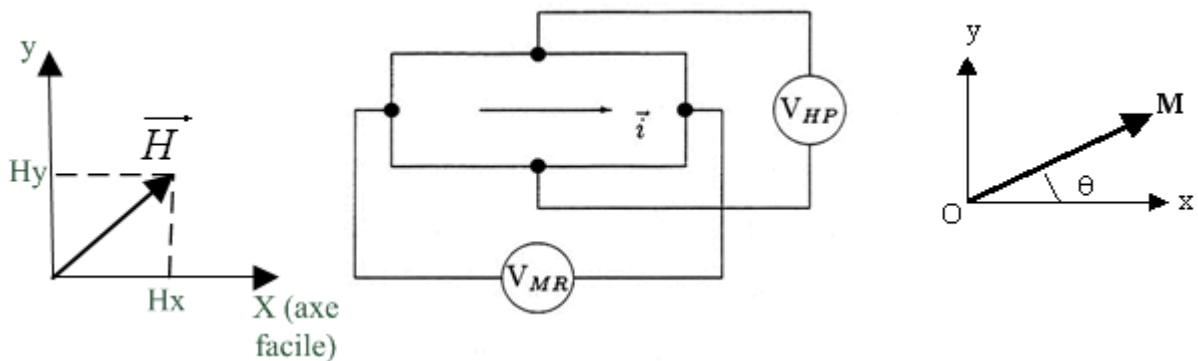 y
H
Hy
Hx
X (axe
facile)
i
V_HP
V_MR
y
M
θ
O
x